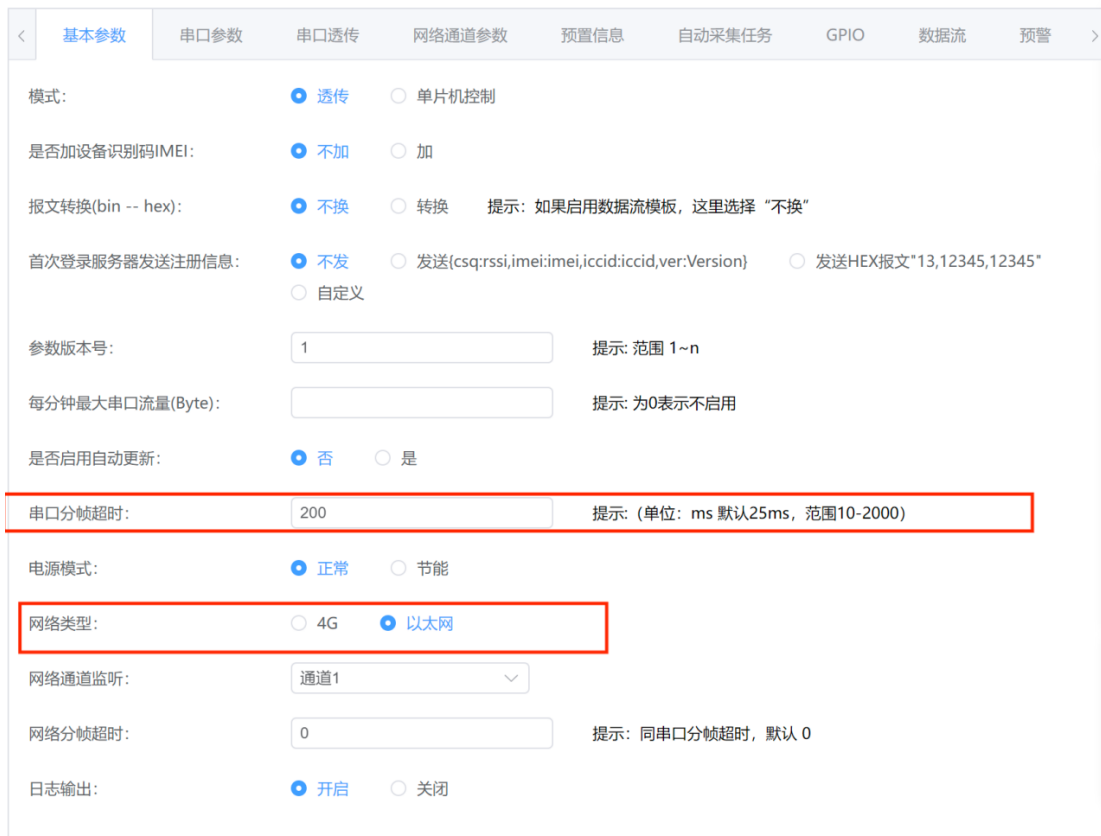 基本参数 串口参数 串口透传 网络通道参数 预置信息 自动采集任务 GPIO 数据流 预警
模式： 透传 单片机控制
是否加设备识别码IMEI： 不加 加
报文转换(bin -- hex)： 不换 转换 提示：如果启用数据流模板，这里选择“不换”
首次登录服务器发送注册信息： 不发 发送{csq:rssi,imei:imei,iccid:iccid,ver:Version} 发送HEX报文"13,12345,12345"
自定义
参数版本号： 1 提示: 范围 1~n
每分钟最大串口流量(Byte)： 提示: 为0表示不启用
是否启用自动更新： 否 是
串口分帧超时： 200 提示:（单位：ms 默认25ms，范围10-2000）
电源模式： 正常 节能
网络类型： 4G 以太网
网络通道监听： 通道1
网络分帧超时： 0 提示：同串口分帧超时，默认 0
日志输出： 开启 关闭